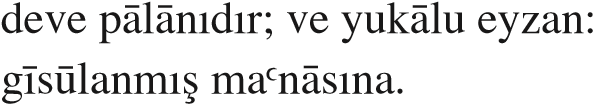 deve pālānıdır; ve yukālu eyzan:
gīsūlanmış maʿnāsına.